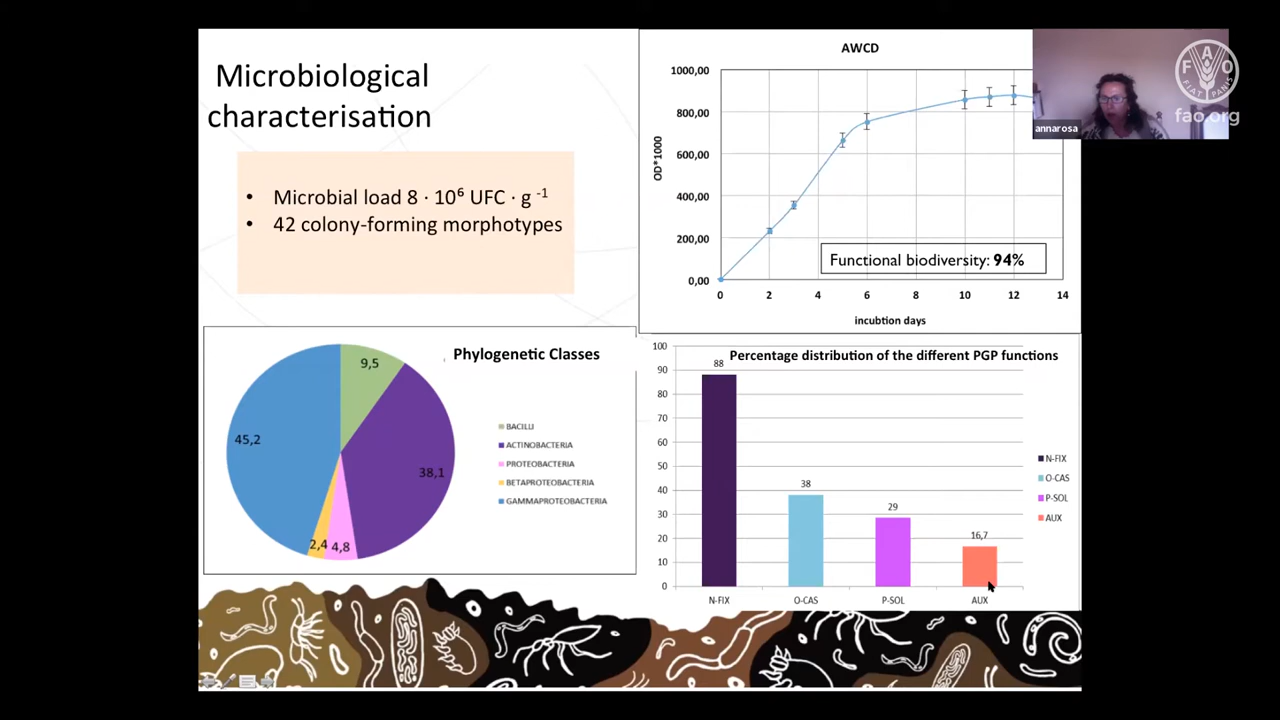 Microbiological
characterisation
• Microbial load 8 · 10⁶ UFC · g ⁻¹
• 42 colony-forming morphotypes
AWCD
1000,00
800,00
600,00
400,00
200,00
0,00
OD*1000
0 2 4 6 8 10 12 14
incubtion days
Functional biodiversity: 94%
FAO
FIAT PANIS
fao.org
annarosa
Phylogenetic Classes
9,5
38,1
4,8
2,4
45,2
BACILLI
ACTINOBACTERIA
PROTEOBACTERIA
BETAPROTEOBACTERIA
GAMMAPROTEOBACTERIA
Percentage distribution of the different PGP functions
100
90
80
70
60
50
40
30
20
10
0
88
38
29
16,7
N-FIX O-CAS P-SOL AUX
N-FIX
O-CAS
P-SOL
AUX